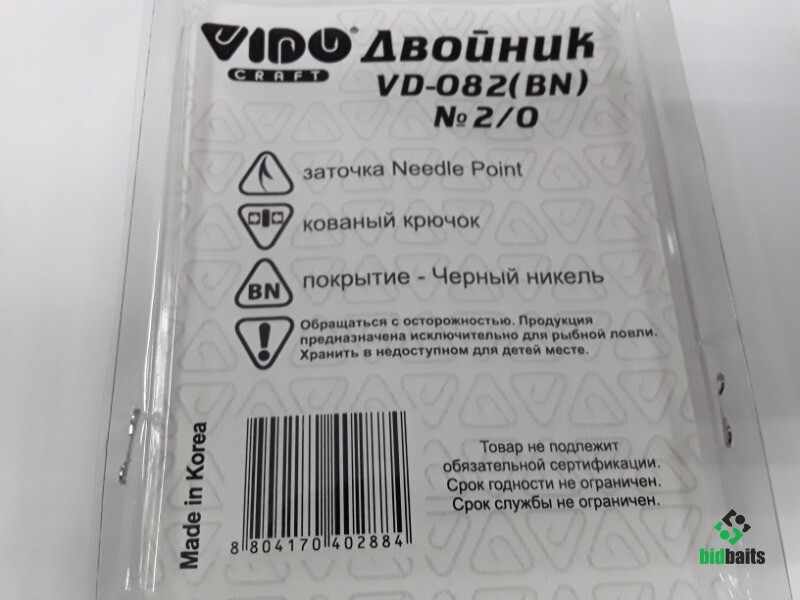 VIDO® Двойник
CRAFT
VD-082(BN)
№ 2/0
заточка Needle Point
кованый крючок
BN покрытие - Черный никель
Обращаться с осторожностью. Продукция
предназначена исключительно для рыбной ловли.
Хранить в недоступном для детей месте.
Made in Korea
8 804170 402884
Товар не подлежит
обязательной сертификации.
Срок годности не ограничен.
Срок службы не ограничен.
bidbaits